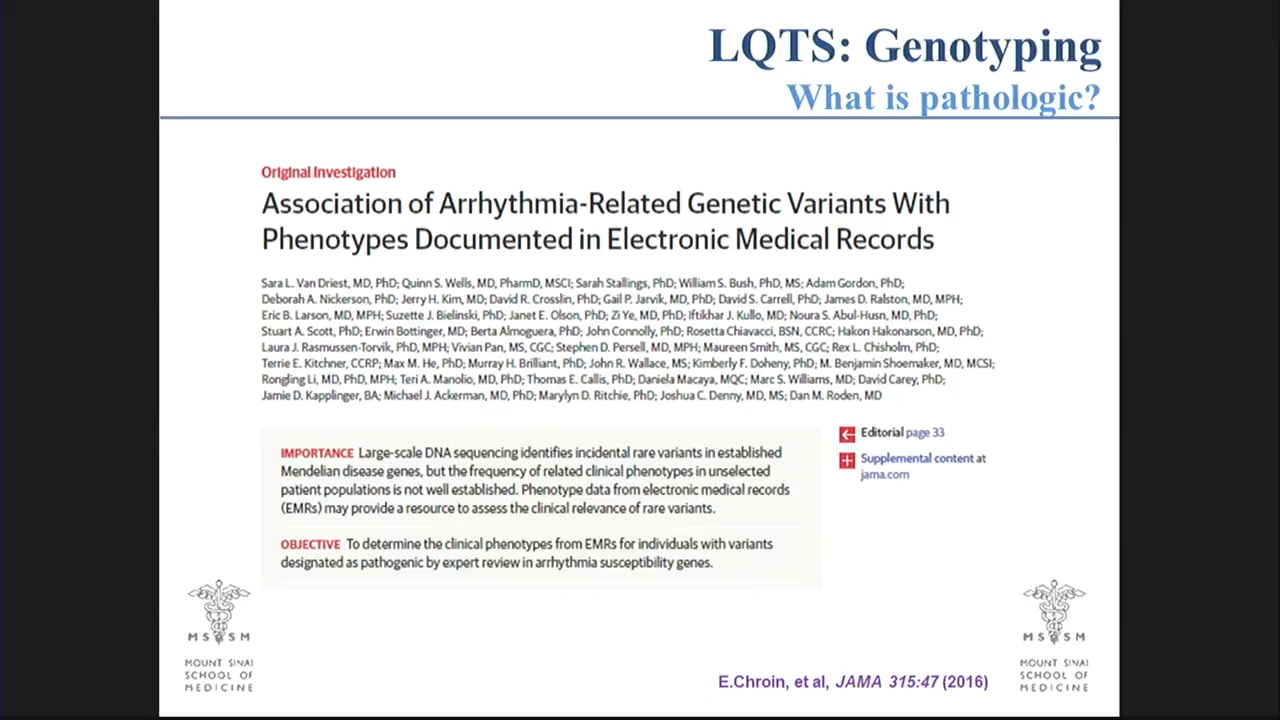 LQTS: Genotyping
What is pathologic?
Original Investigation
Association of Arrhythmia-Related Genetic Variants With
Phenotypes Documented in Electronic Medical Records
Sara L. Van Driest, MD, PhD; Quinn S. Wells, MD, PharmD, MSCI; Sarah Stallings, PhD; William S. Bush, PhD, MS; Adam Gordon, PhD;
Deborah A. Nickerson, PhD; Jerry H. Kim, MD; David R. Crosslin, PhD; Gail P. Jarvik, MD, PhD; David S. Carrell, PhD; James D. Ralston, MD, MPH;
Eric B. Larson, MD, MPH; Suzette J. Bielinski, PhD; Janet E. Olson, PhD; Zi Ye, MD, PhD; Iftikhar J. Kullo, MD; Noura S. Abul-Husn, MD, PhD;
Stuart A. Scott, PhD; Erwin Bottinger, MD; Berta Almoguera, PhD; John Connolly, PhD; Rosetta Chiavacci, BSN, CCRC; Hakon Hakonarson, MD, PhD;
Laura J. Rasmussen-Torvik, PhD, MPH; Vivian Pan, MS, CGC; Stephen D. Persell, MD, MPH; Maureen Smith, MS, CGC; Rex L. Chisholm, PhD;
Terrie E. Kitchner, CCRP; Max M. He, PhD; Murray H. Brilliant, PhD; John R. Wallace, MS; Kimberly F. Doheny, PhD; M. Benjamin Shoemaker, MD, MCSI;
Rongling Li, MD, PhD, MPH; Teri A. Manolio, MD, PhD; Thomas E. Callis, PhD; Daniela Macaya, MQC; Marc S. Williams, MD; David Carey, PhD;
Jamie D. Kapplinger, BA; Michael J. Ackerman, MD, PhD; Marylyn D. Ritchie, PhD; Joshua C. Denny, MD, MS; Dan M. Roden, MD
IMPORTANCE Large-scale DNA sequencing identifies incidental rare variants in established
Mendelian disease genes, but the frequency of related clinical phenotypes in unselected
patient populations is not well established. Phenotype data from electronic medical records
(EMRs) may provide a resource to assess the clinical relevance of rare variants.
OBJECTIVE To determine the clinical phenotypes from EMRs for individuals with variants
designated as pathogenic by expert review in arrhythmia susceptibility genes.
Editorial page 33
Supplemental content at
jama.com
MSSM
MOUNT SINAI
SCHOOL OF
MEDICINE
E.Chroin, et al, JAMA 315:47 (2016)
MSSM
MOUNT SINAI
SCHOOL OF
MEDICINE